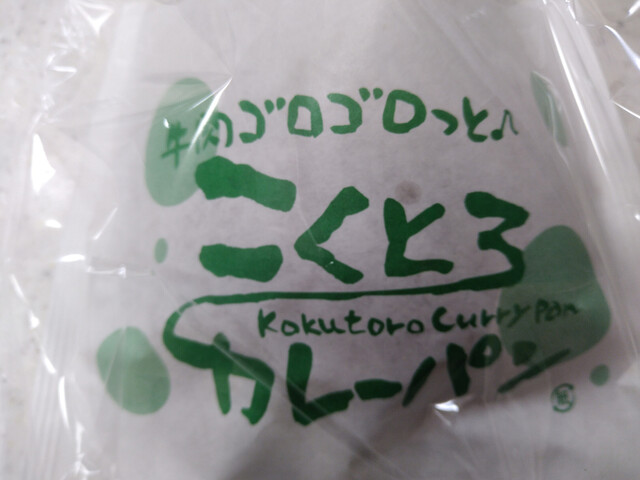 牛肉ゴロゴロっと♪
こくとろ
Kokutoro Curry Pan
カレーパン